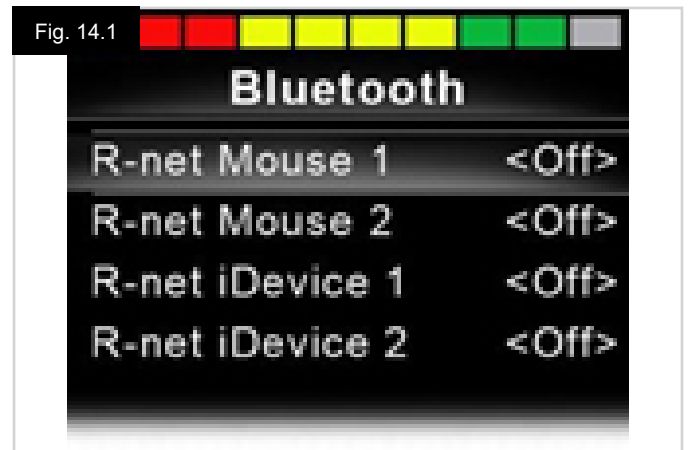 Fig. 14.1
Bluetooth
R-net Mouse 1 <Off>
R-net Mouse 2 <Off>
R-net iDevice 1 <Off>
R-net iDevice 2 <Off>